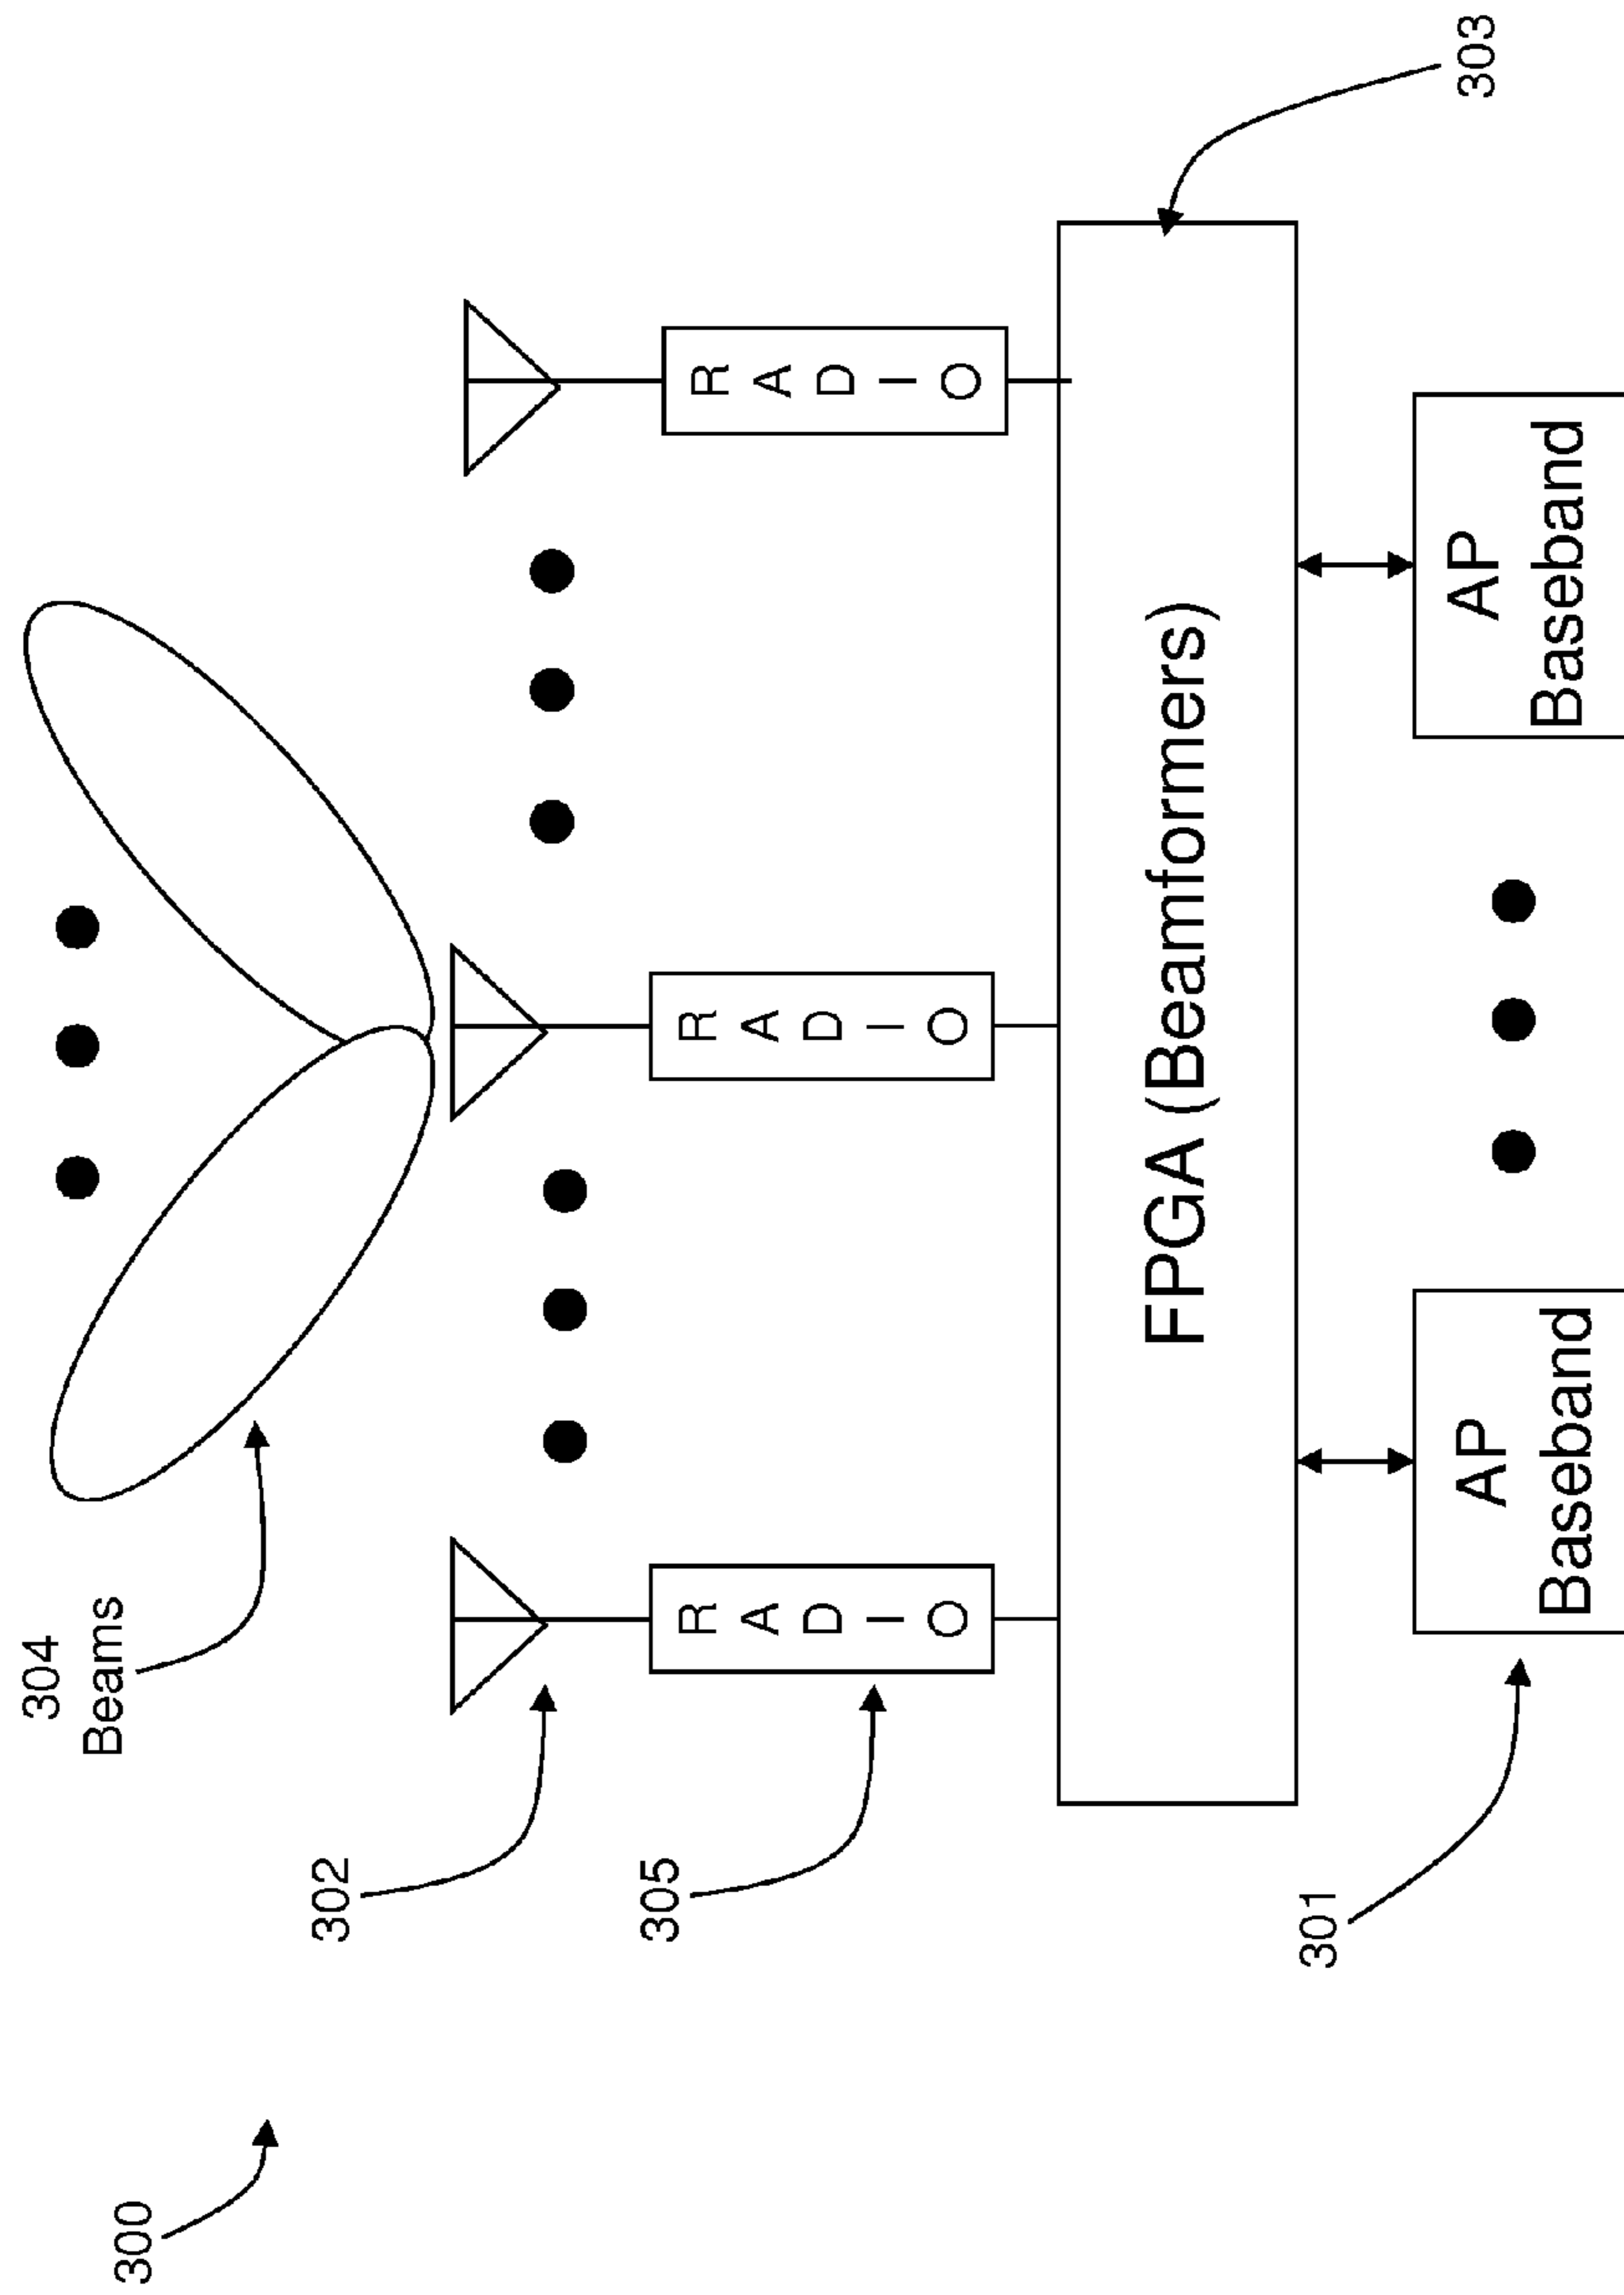 300
304
Beams
302
R
A
D
I
O
R
A
D
I
O
R
A
D
I
O
305
FPGA (Beamformers)
303
301
AP
Baseband
AP
Baseband